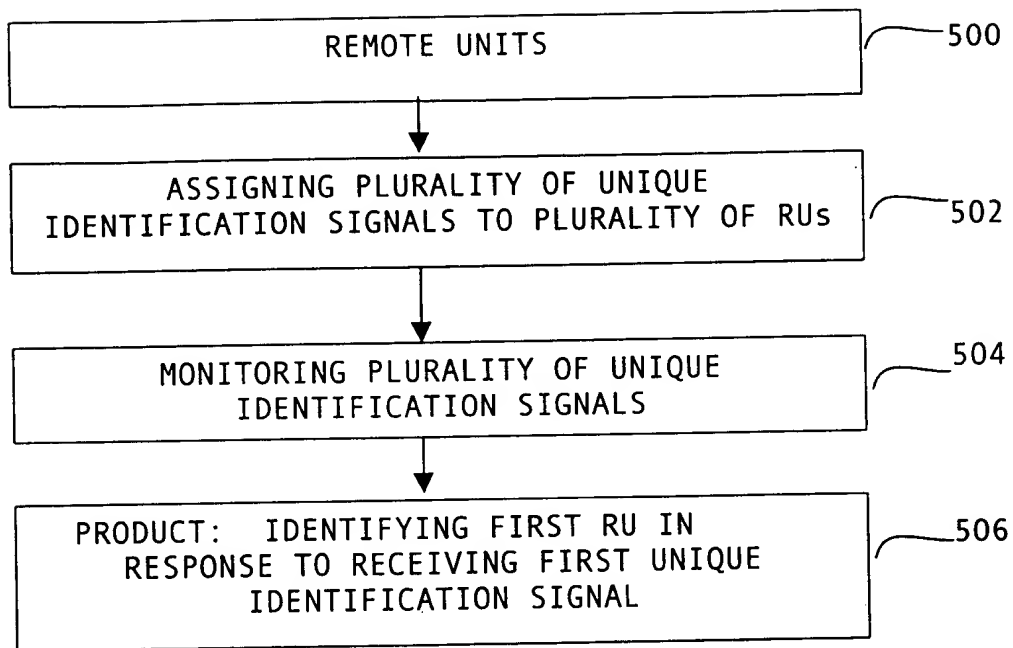 REMOTE UNITS
500
ASSIGNING PLURALITY OF UNIQUE
IDENTIFICATION SIGNALS TO PLURALITY OF RUs
502
MONITORING PLURALITY OF UNIQUE
IDENTIFICATION SIGNALS
504
PRODUCT: IDENTIFYING FIRST RU IN
RESPONSE TO RECEIVING FIRST UNIQUE
IDENTIFICATION SIGNAL
506